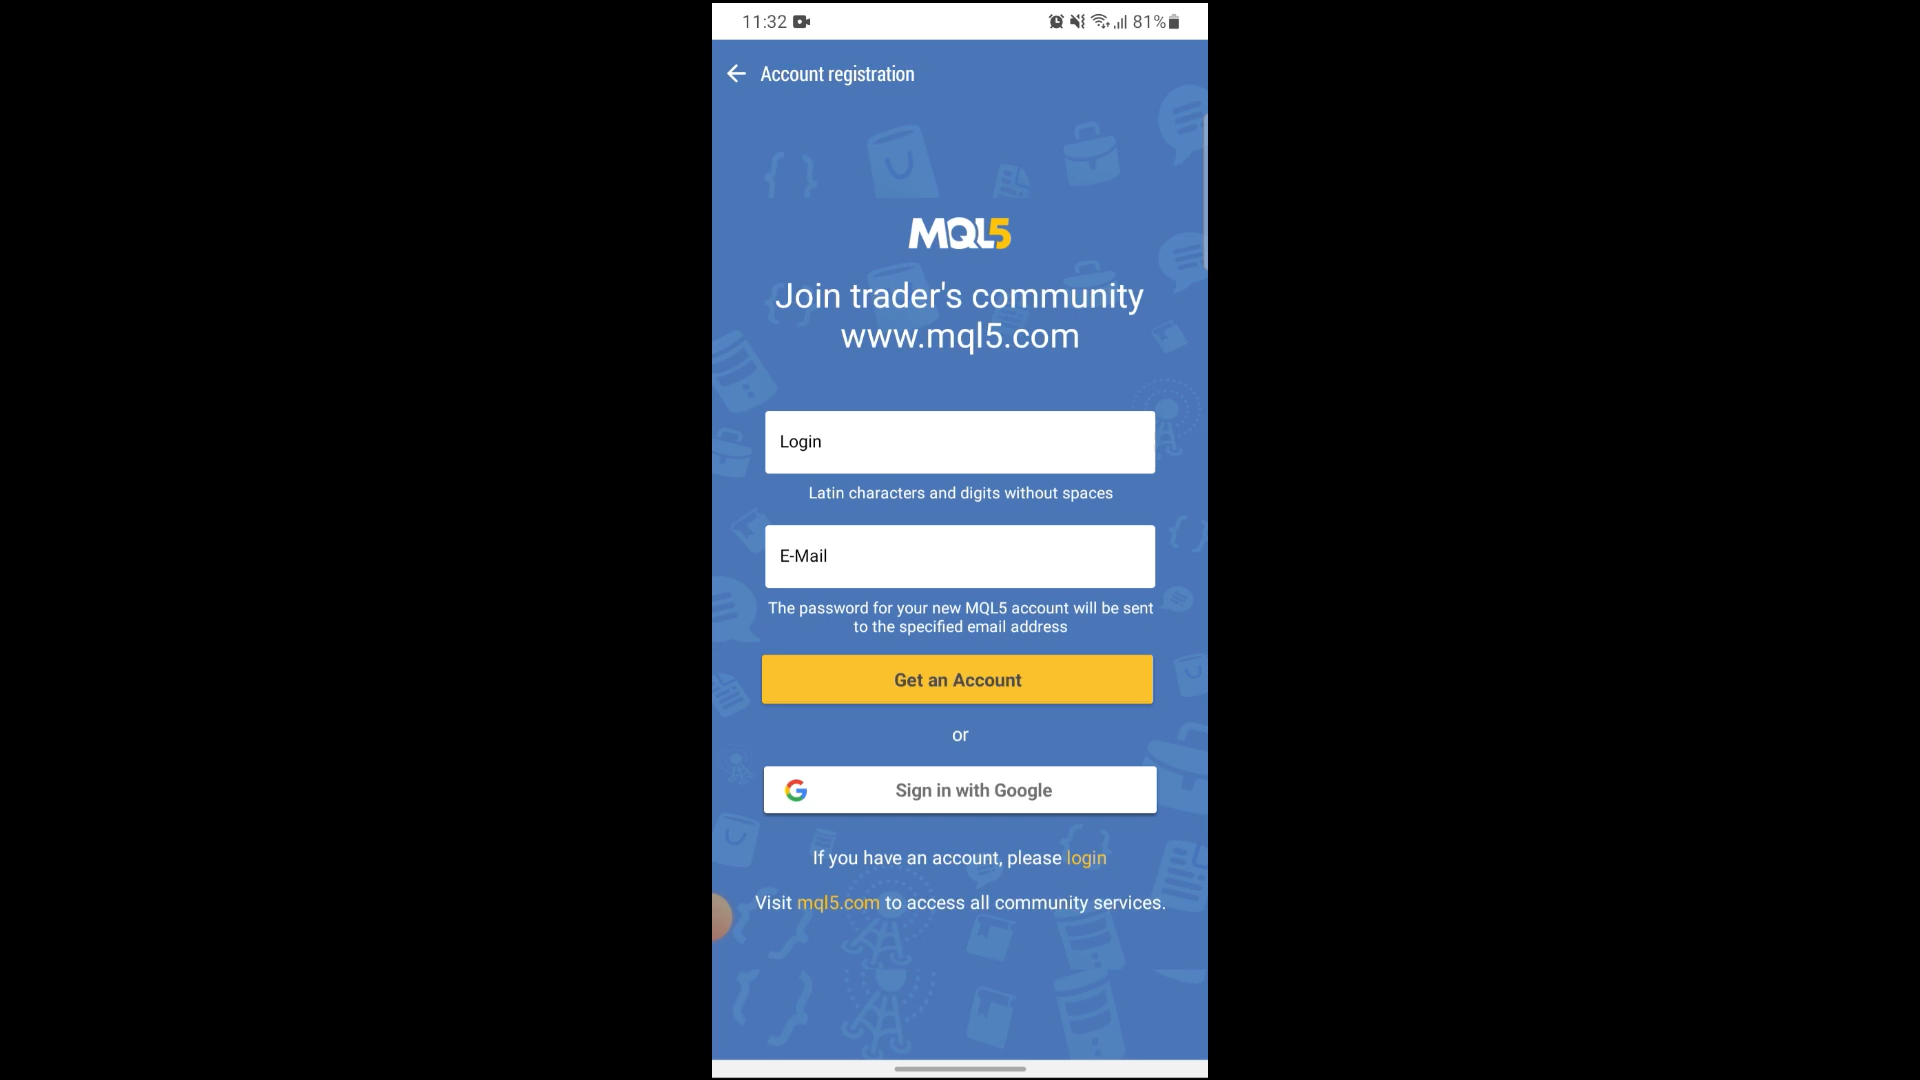 11:32
81%
Account registration
MQL5
Join trader's community
www.mql5.com
Login
Latin characters and digits without spaces
E-Mail
The password for your new MQL5 account will be sent
to the specified email address
Get an Account
or
Sign in with Google
If you have an account, please login
Visit mql5.com to access all community services.